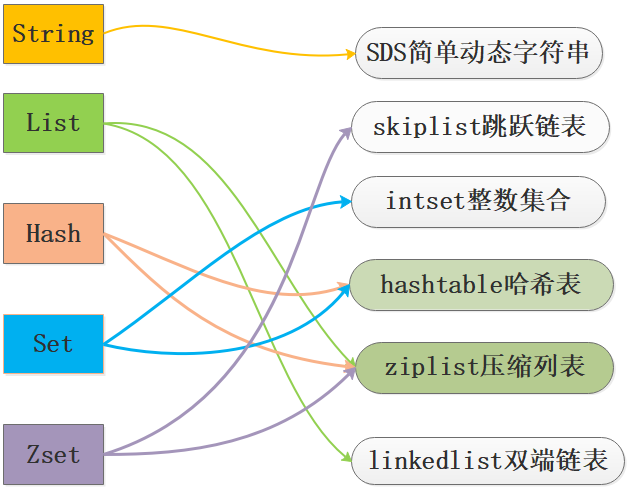 String
List
Hash
Set
Zset
SDS简单动态字符串
skiplist跳跃链表
intset整数集合
hashtable哈希表
ziplist压缩列表
linkedlist双端链表